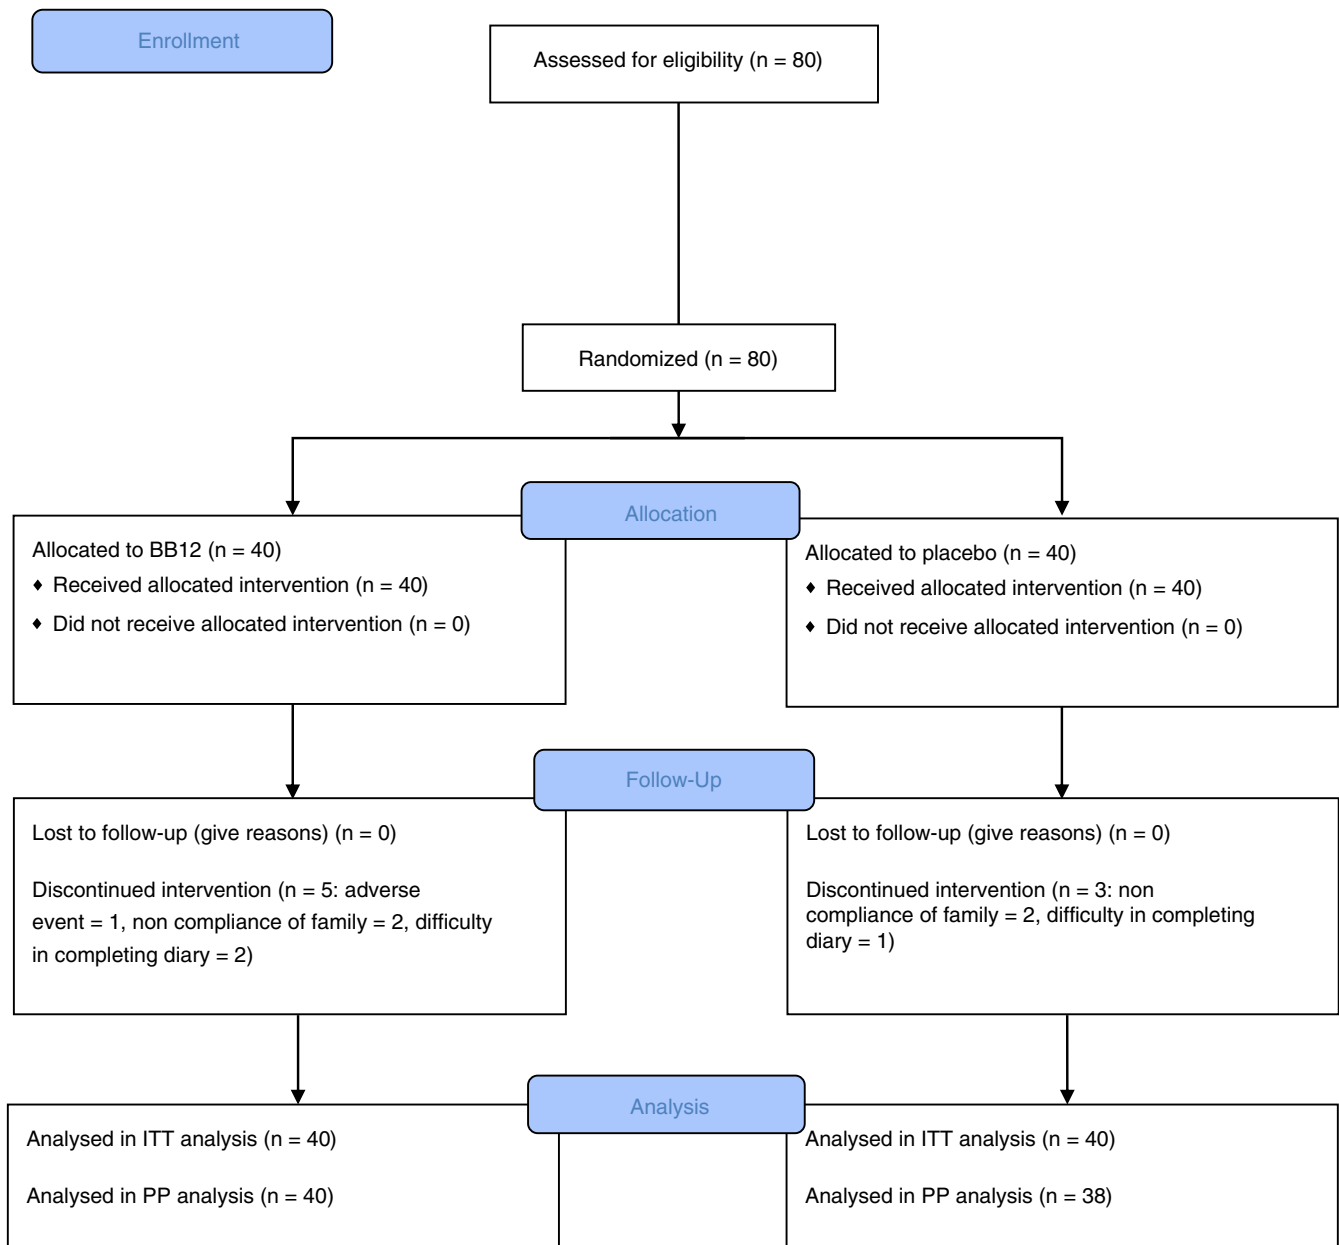 Enrollment
Assessed for eligibility (n = 80)
Randomized (n = 80)
Allocation
Allocated to BB12 (n = 40)
♦ Received allocated intervention (n = 40)
♦ Did not receive allocated intervention (n = 0)
Allocated to placebo (n = 40)
♦ Received allocated intervention (n = 40)
♦ Did not receive allocated intervention (n = 0)
Follow-Up
Lost to follow-up (give reasons) (n = 0)
Discontinued intervention (n = 5: adverse
event = 1, non compliance of family = 2, difficulty
in completing diary = 2)
Lost to follow-up (give reasons) (n = 0)
Discontinued intervention (n = 3: non
compliance of family = 2, difficulty in completing
diary = 1)
Analysis
Analysed in ITT analysis (n = 40)
Analysed in PP analysis (n = 40)
Analysed in ITT analysis (n = 40)
Analysed in PP analysis (n = 38)